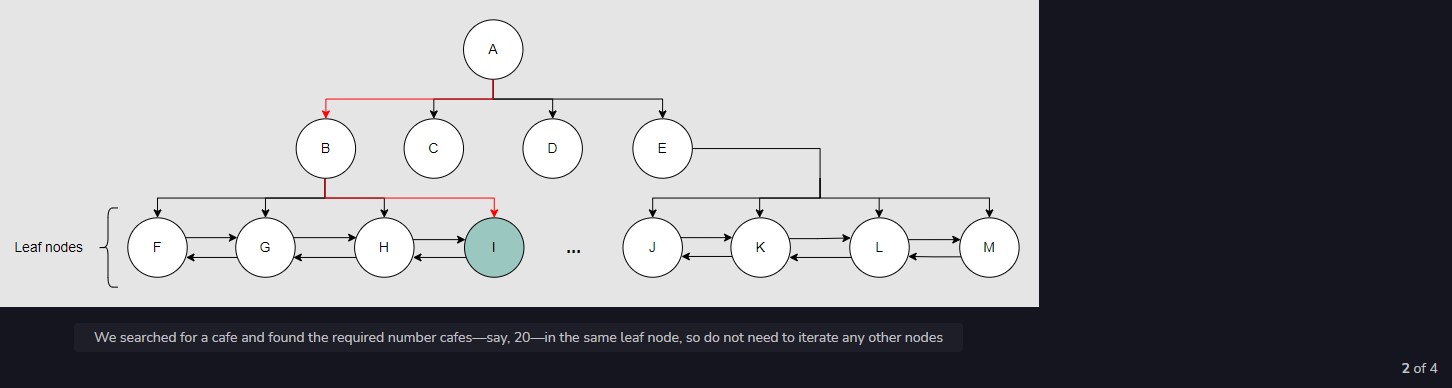 A
B
C
D
E
Leaf nodes
F
G
H
I
...
J
K
L
M
We searched for a cafe and found the required number cafes—say, 20—in the same leaf node, so do not need to iterate any other nodes
2 of 4